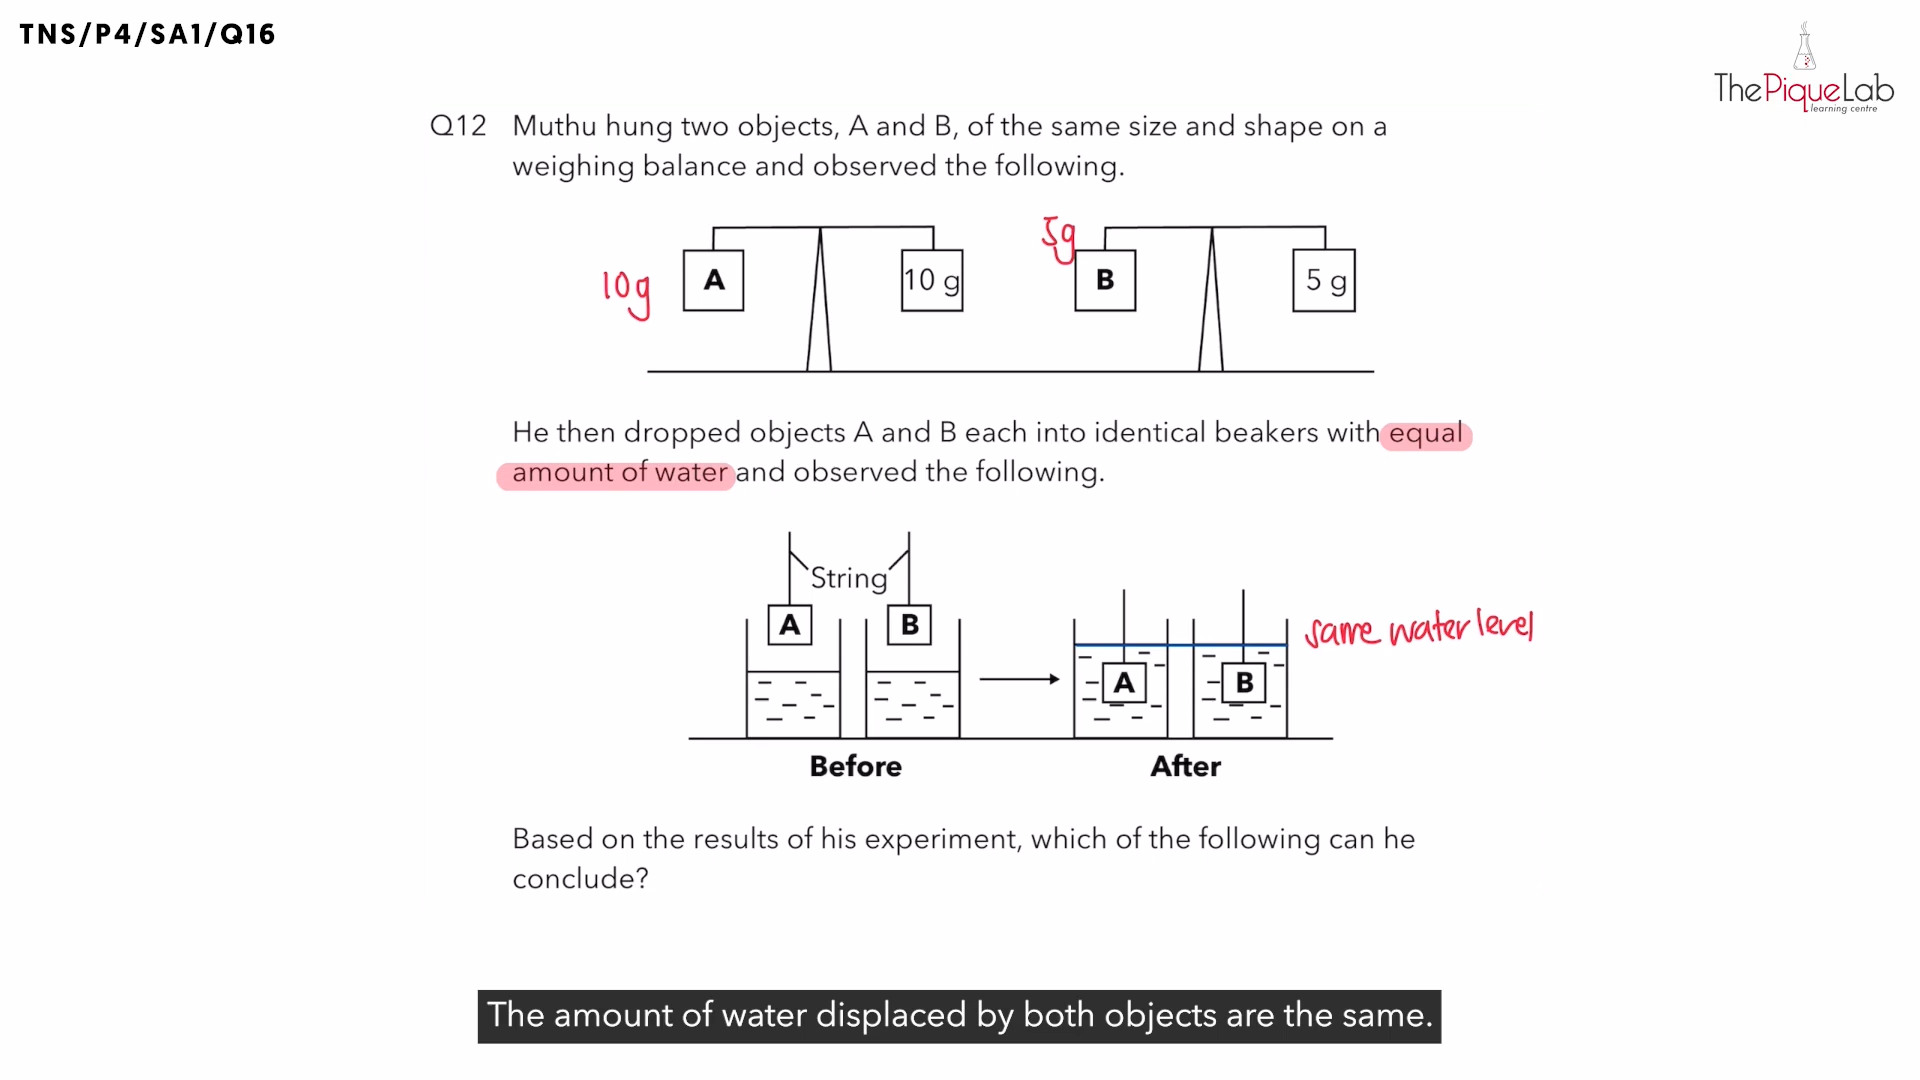 TNS/P4/SA1/Q16
ThePiqueLab
learning centre
Q12 Muthu hung two objects, A and B, of the same size and shape on a
weighing balance and observed the following.
10g A 10 g 5g B 5 g
He then dropped objects A and B each into identical beakers with equal
amount of water and observed the following.
String
A B
same water level
A B
Before After
Based on the results of his experiment, which of the following can he
conclude?
The amount of water displaced by both objects are the same.